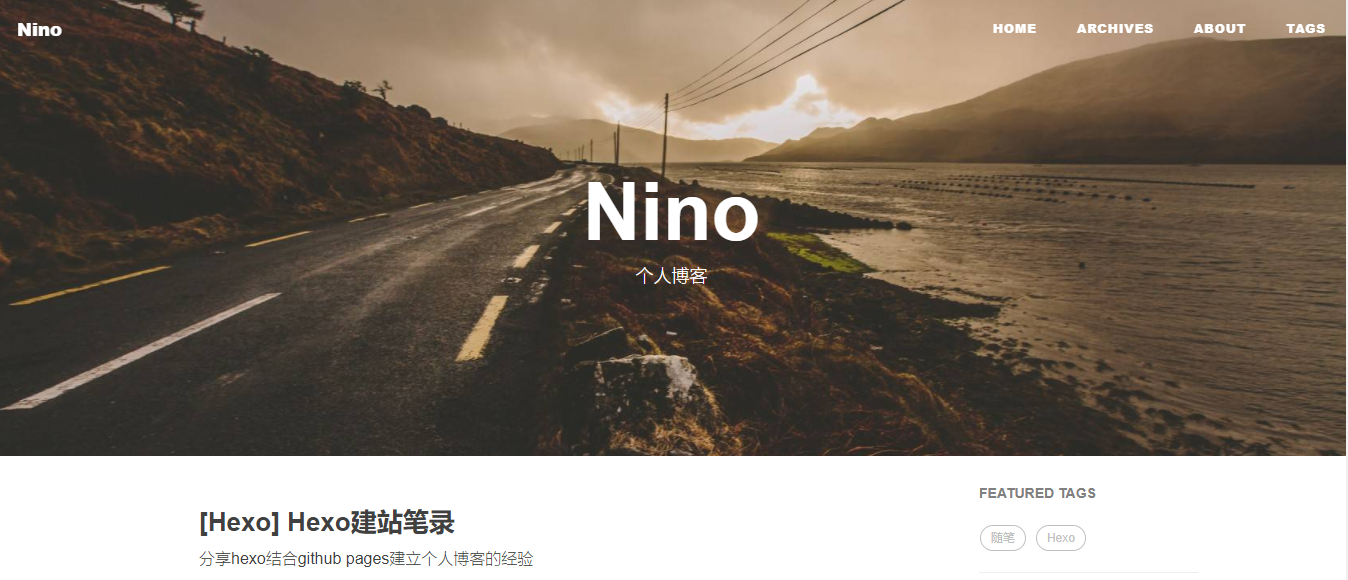 Nino
HOME ARCHIVES ABOUT TAGS
Nino
个人博客
FEATURED TAGS
随笔 Hexo
[Hexo] Hexo建站笔录
分享hexo结合github pages建立个人博客的经验